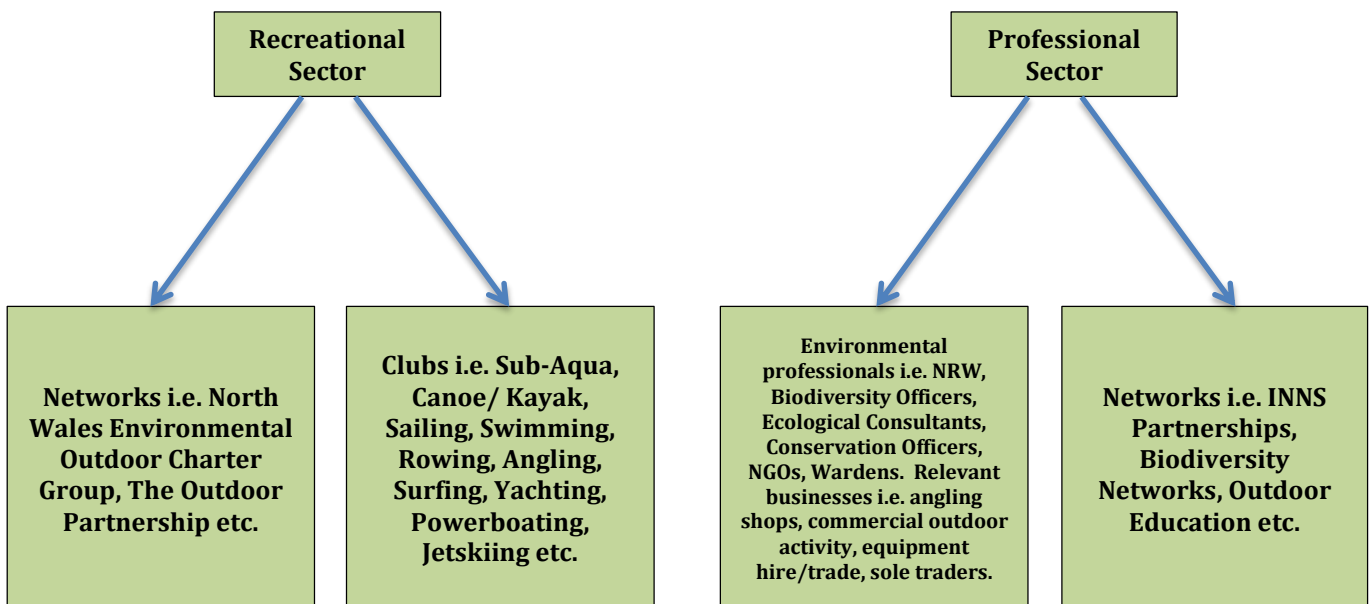 Recreational
Sector
Professional
Sector
Networks i.e. North
Wales Environmental
Outdoor Charter
Group, The Outdoor
Partnership etc.
Clubs i.e. Sub-Aqua,
Canoe/ Kayak,
Sailing, Swimming,
Rowing, Angling,
Surfing, Yachting,
Powerboating,
Jetskiing etc.
Environmental
professionals i.e. NRW,
Biodiversity Officers,
Ecological Consultants,
Conservation Officers,
NGOs, Wardens.  Relevant
businesses i.e. angling
shops, commercial outdoor
activity, equipment
hire/trade, sole traders.
Networks i.e. INNS
Partnerships,
Biodiversity
Networks, Outdoor
Education etc.